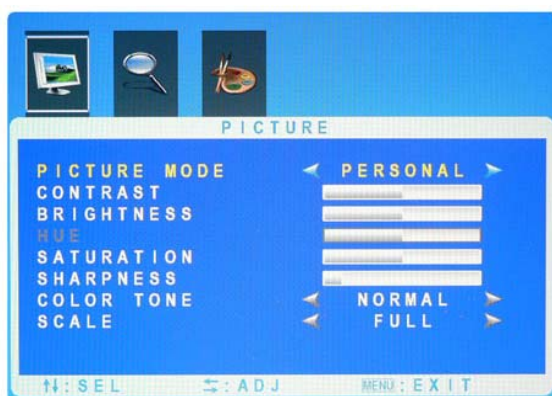 PICTURE
PICTURE MODE PERSONAL
CONTRAST
BRIGHTNESS
HUE
SATURATION
SHARPNESS
COLOR TONE NORMAL
SCALE FULL
↑↓:SEL ⇆:ADJ MENU:EXIT